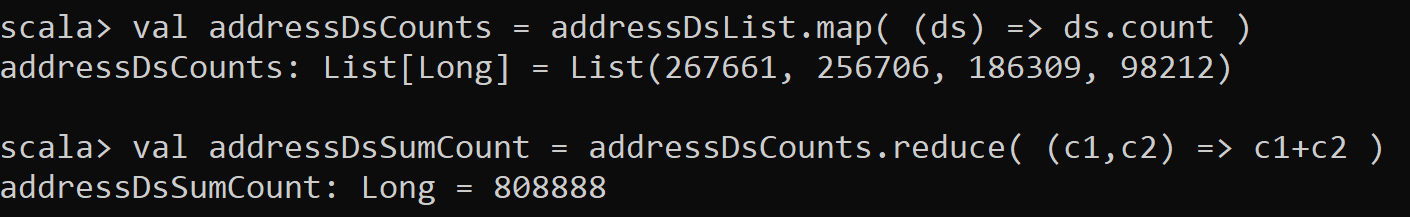 scala> val addressDsCounts = addressDsList.map( (ds) => ds.count )
addressDsCounts: List[Long] = List(267661, 256706, 186309, 98212)
scala> val addressDsSumCount = addressDsCounts.reduce( (c1,c2) => c1+c2 )
addressDsSumCount: Long = 808888